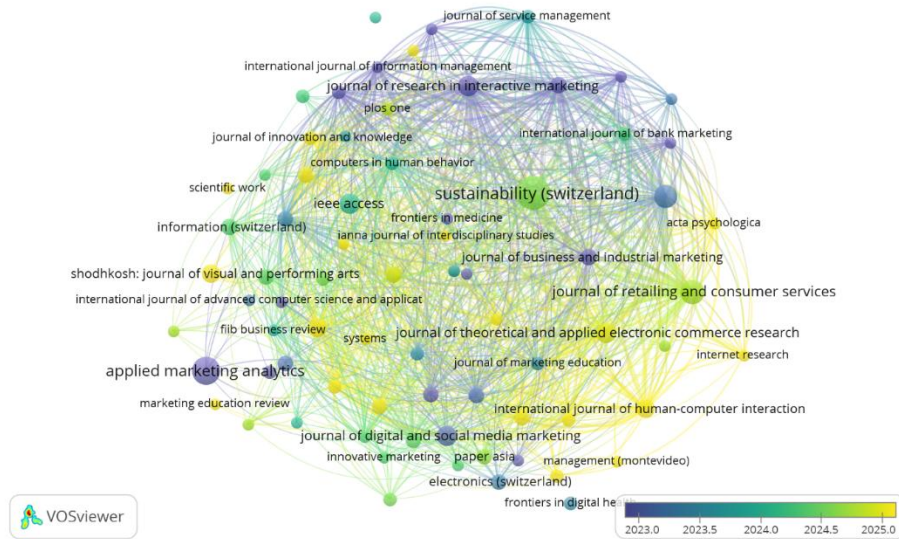 journal of service management
international journal of information management
journal of research in interactive marketing
plos one
journal of innovation and knowledge
international journal of bank marketing
computers in human behavior
scientific work
sustainability (switzerland)
ieee access
frontiers in medicine
acta psychologica
information (switzerland)
ianna journal of interdisciplinary studies
journal of business and industrial marketing
shodhkosh: journal of visual and performing arts
journal of retailing and consumer services
international journal of advanced computer science and applicat
fiib business review
systems
journal of theoretical and applied electronic commerce research
internet research
journal of marketing education
applied marketing analytics
marketing education review
international journal of human-computer interaction
journal of digital and social media marketing
innovative marketing
paper asia
management (montevideo)
electronics (switzerland)
frontiers in digital health
VOSviewer
2023.0 2023.5 2024.0 2024.5 2025.0